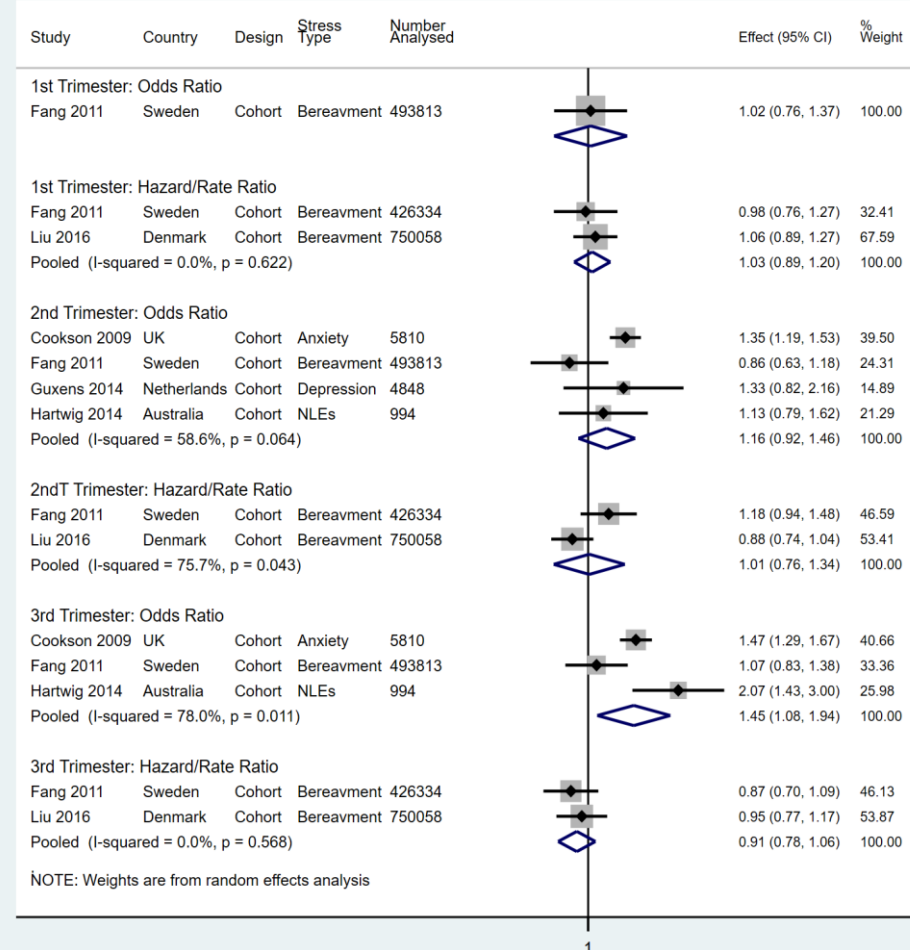 Study Country Design Stress Type Number Analysed Effect (95% CI) % Weight
1st Trimester: Odds Ratio
Fang 2011 Sweden Cohort Bereavment 493813 1.02 (0.76, 1.37) 100.00
1st Trimester: Hazard/Rate Ratio
Fang 2011 Sweden Cohort Bereavment 426334 0.98 (0.76, 1.27) 32.41
Liu 2016 Denmark Cohort Bereavment 750058 1.06 (0.89, 1.27) 67.59
Pooled (I-squared = 0.0%, p = 0.622) 1.03 (0.89, 1.20) 100.00
2nd Trimester: Odds Ratio
Cookson 2009 UK Cohort Anxiety 5810 1.35 (1.19, 1.53) 39.50
Fang 2011 Sweden Cohort Bereavment 493813 0.86 (0.63, 1.18) 24.31
Guxens 2014 Netherlands Cohort Depression 4848 1.33 (0.82, 2.16) 14.89
Hartwig 2014 Australia Cohort NLEs 994 1.13 (0.79, 1.62) 21.29
Pooled (I-squared = 58.6%, p = 0.064) 1.16 (0.92, 1.46) 100.00
2ndT Trimester: Hazard/Rate Ratio
Fang 2011 Sweden Cohort Bereavment 426334 1.18 (0.94, 1.48) 46.59
Liu 2016 Denmark Cohort Bereavment 750058 0.88 (0.74, 1.04) 53.41
Pooled (I-squared = 75.7%, p = 0.043) 1.01 (0.76, 1.34) 100.00
3rd Trimester: Odds Ratio
Cookson 2009 UK Cohort Anxiety 5810 1.47 (1.29, 1.67) 40.66
Fang 2011 Sweden Cohort Bereavment 493813 1.07 (0.83, 1.38) 33.36
Hartwig 2014 Australia Cohort NLEs 994 2.07 (1.43, 3.00) 25.98
Pooled (I-squared = 78.0%, p = 0.011) 1.45 (1.08, 1.94) 100.00
3rd Trimester: Hazard/Rate Ratio
Fang 2011 Sweden Cohort Bereavment 426334 0.87 (0.70, 1.09) 46.13
Liu 2016 Denmark Cohort Bereavment 750058 0.95 (0.77, 1.17) 53.87
Pooled (I-squared = 0.0%, p = 0.568) 0.91 (0.78, 1.06) 100.00
NOTE: Weights are from random effects analysis
1